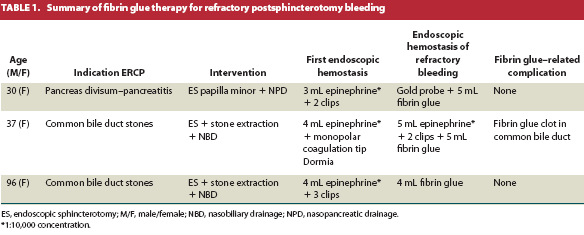 TABLE 1. Summary of fibrin glue therapy for refractory postsphincterotomy bleeding
Age (M/F) Indication ERCP Intervention First endoscopic hemostasis Endoscopic hemostasis of refractory bleeding Fibrin glue–related complication
30 (F) Pancreas divisum–pancreatitis ES papilla minor + NPD 3 mL epinephrine* + 2 clips Gold probe + 5 mL fibrin glue None
37 (F) Common bile duct stones ES + stone extraction + NBD 4 mL epinephrine* + monopolar coagulation tip Dormia 5 mL epinephrine* + 2 clips + 5 mL fibrin glue Fibrin glue clot in common bile duct
96 (F) Common bile duct stones ES + stone extraction + NBD 4 mL epinephrine* + 3 clips 4 mL fibrin glue None
ES, endoscopic sphincterotomy; M/F, male/female; NBD, nasobiliary drainage; NPD, nasopancreatic drainage.
*1:10,000 concentration.